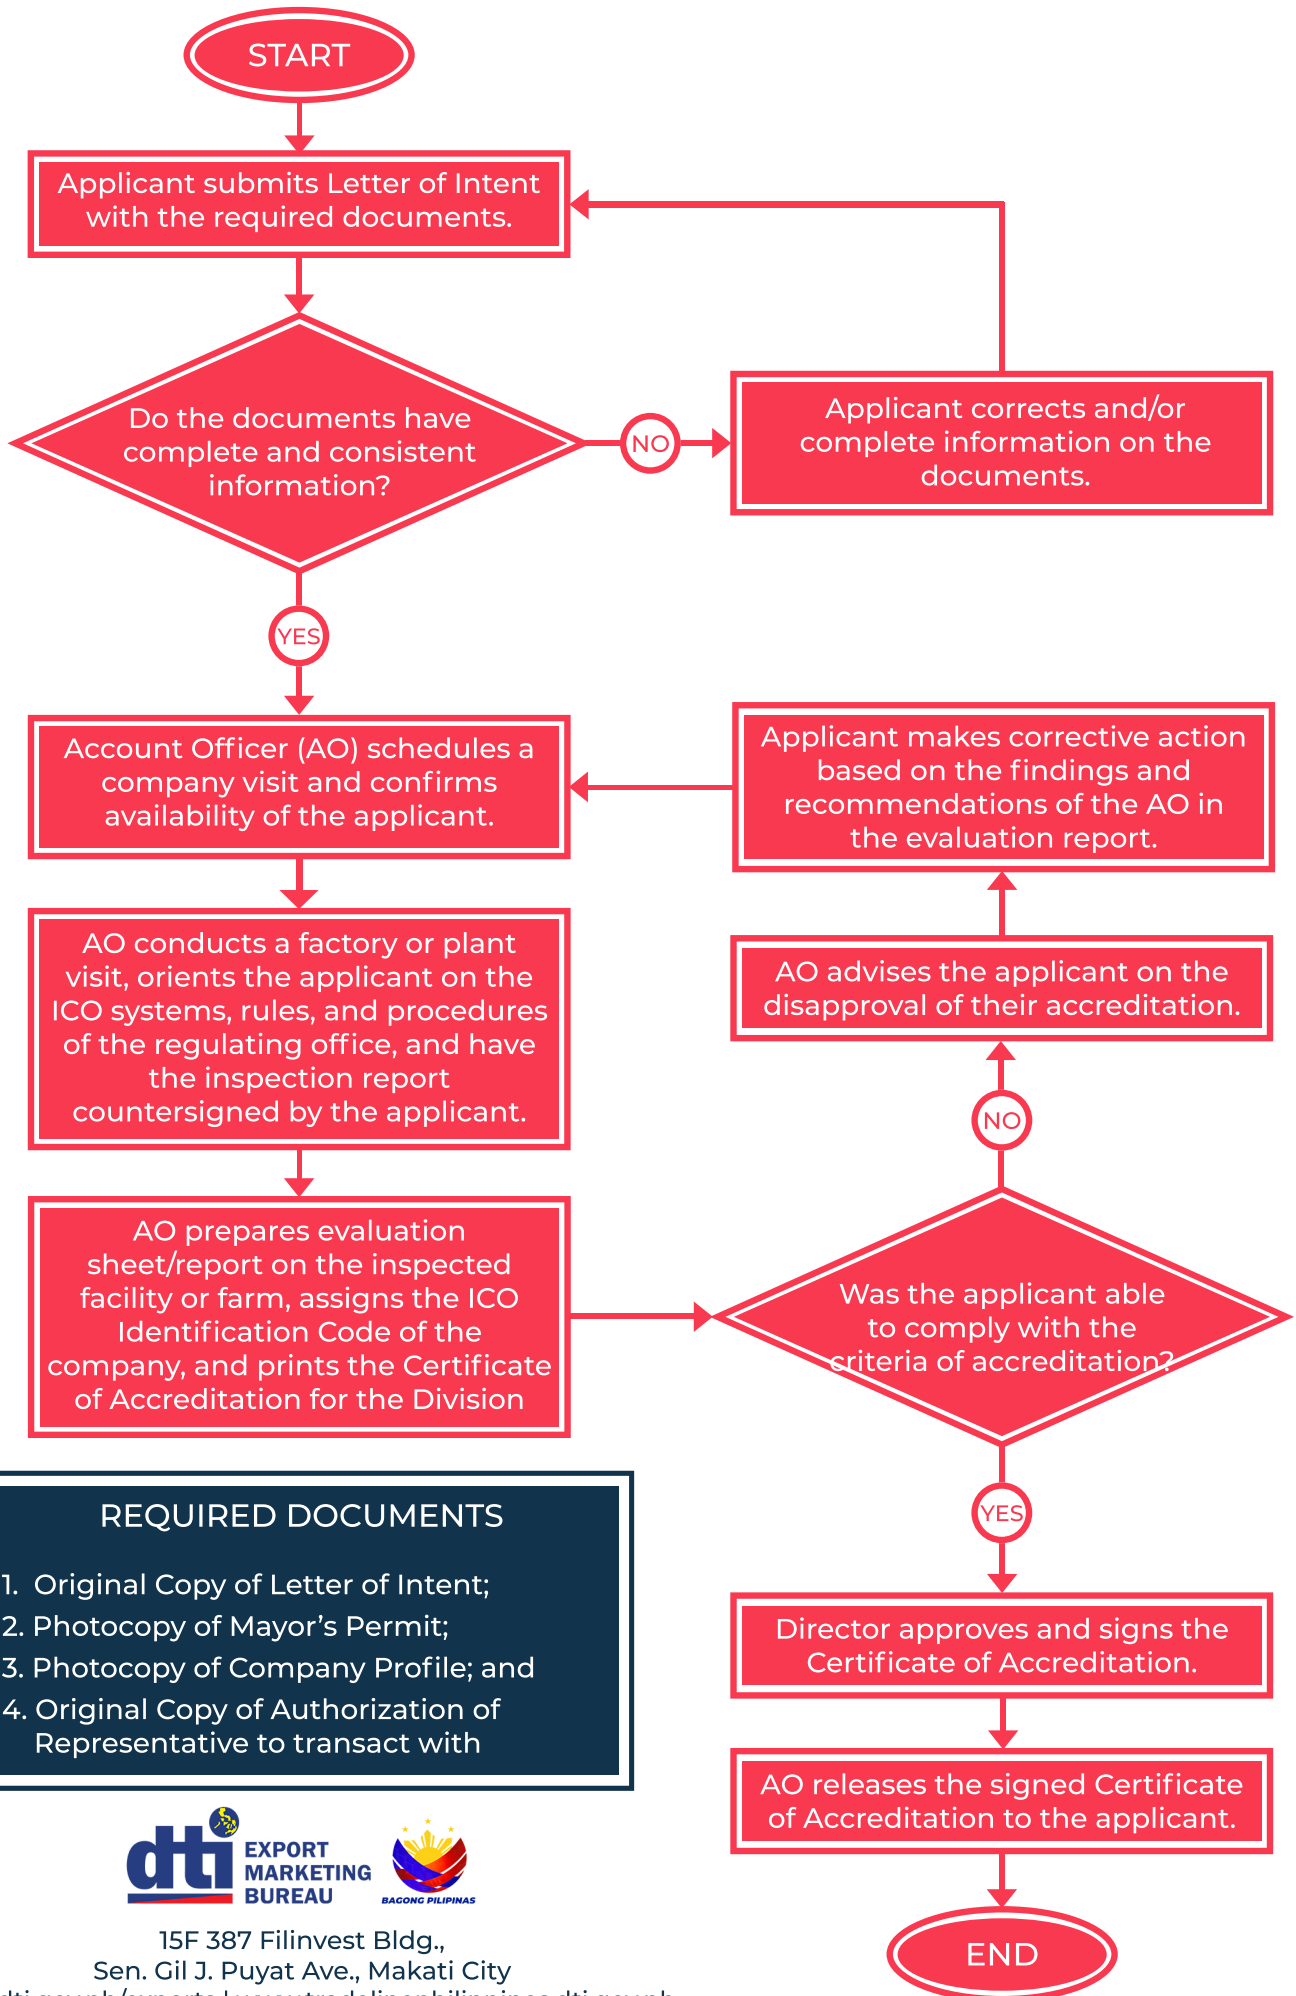 START
Applicant submits Letter of Intent
with the required documents.
Do the documents have
complete and consistent
information?
NO
Applicant corrects and/or
complete information on the
documents.
YES
Account Officer (AO) schedules a
company visit and confirms
availability of the applicant.
Applicant makes corrective action
based on the findings and
recommendations of the AO in
the evaluation report.
AO conducts a factory or plant
visit, orients the applicant on the
ICO systems, rules, and procedures
of the regulating office, and have
the inspection report
countersigned by the applicant.
AO advises the applicant on the
disapproval of their accreditation.
NO
AO prepares evaluation
sheet/report on the inspected
facility or farm, assigns the ICO
Identification Code of the
company, and prints the Certificate
of Accreditation for the Division
Was the applicant able
to comply with the
criteria of accreditation?
YES
Director approves and signs the
Certificate of Accreditation.
AO releases the signed Certificate
of Accreditation to the applicant.
END
REQUIRED DOCUMENTS
1. Original Copy of Letter of Intent;
2. Photocopy of Mayor’s Permit;
3. Photocopy of Company Profile; and
4. Original Copy of Authorization of
Representative to transact with
dti
EXPORT
MARKETING
BUREAU
BAGONG PILIPINAS
15F 387 Filinvest Bldg.,
Sen. Gil J. Puyat Ave., Makati City
dti.gov.ph/exports | www.tradelinephilippines.dti.gov.ph